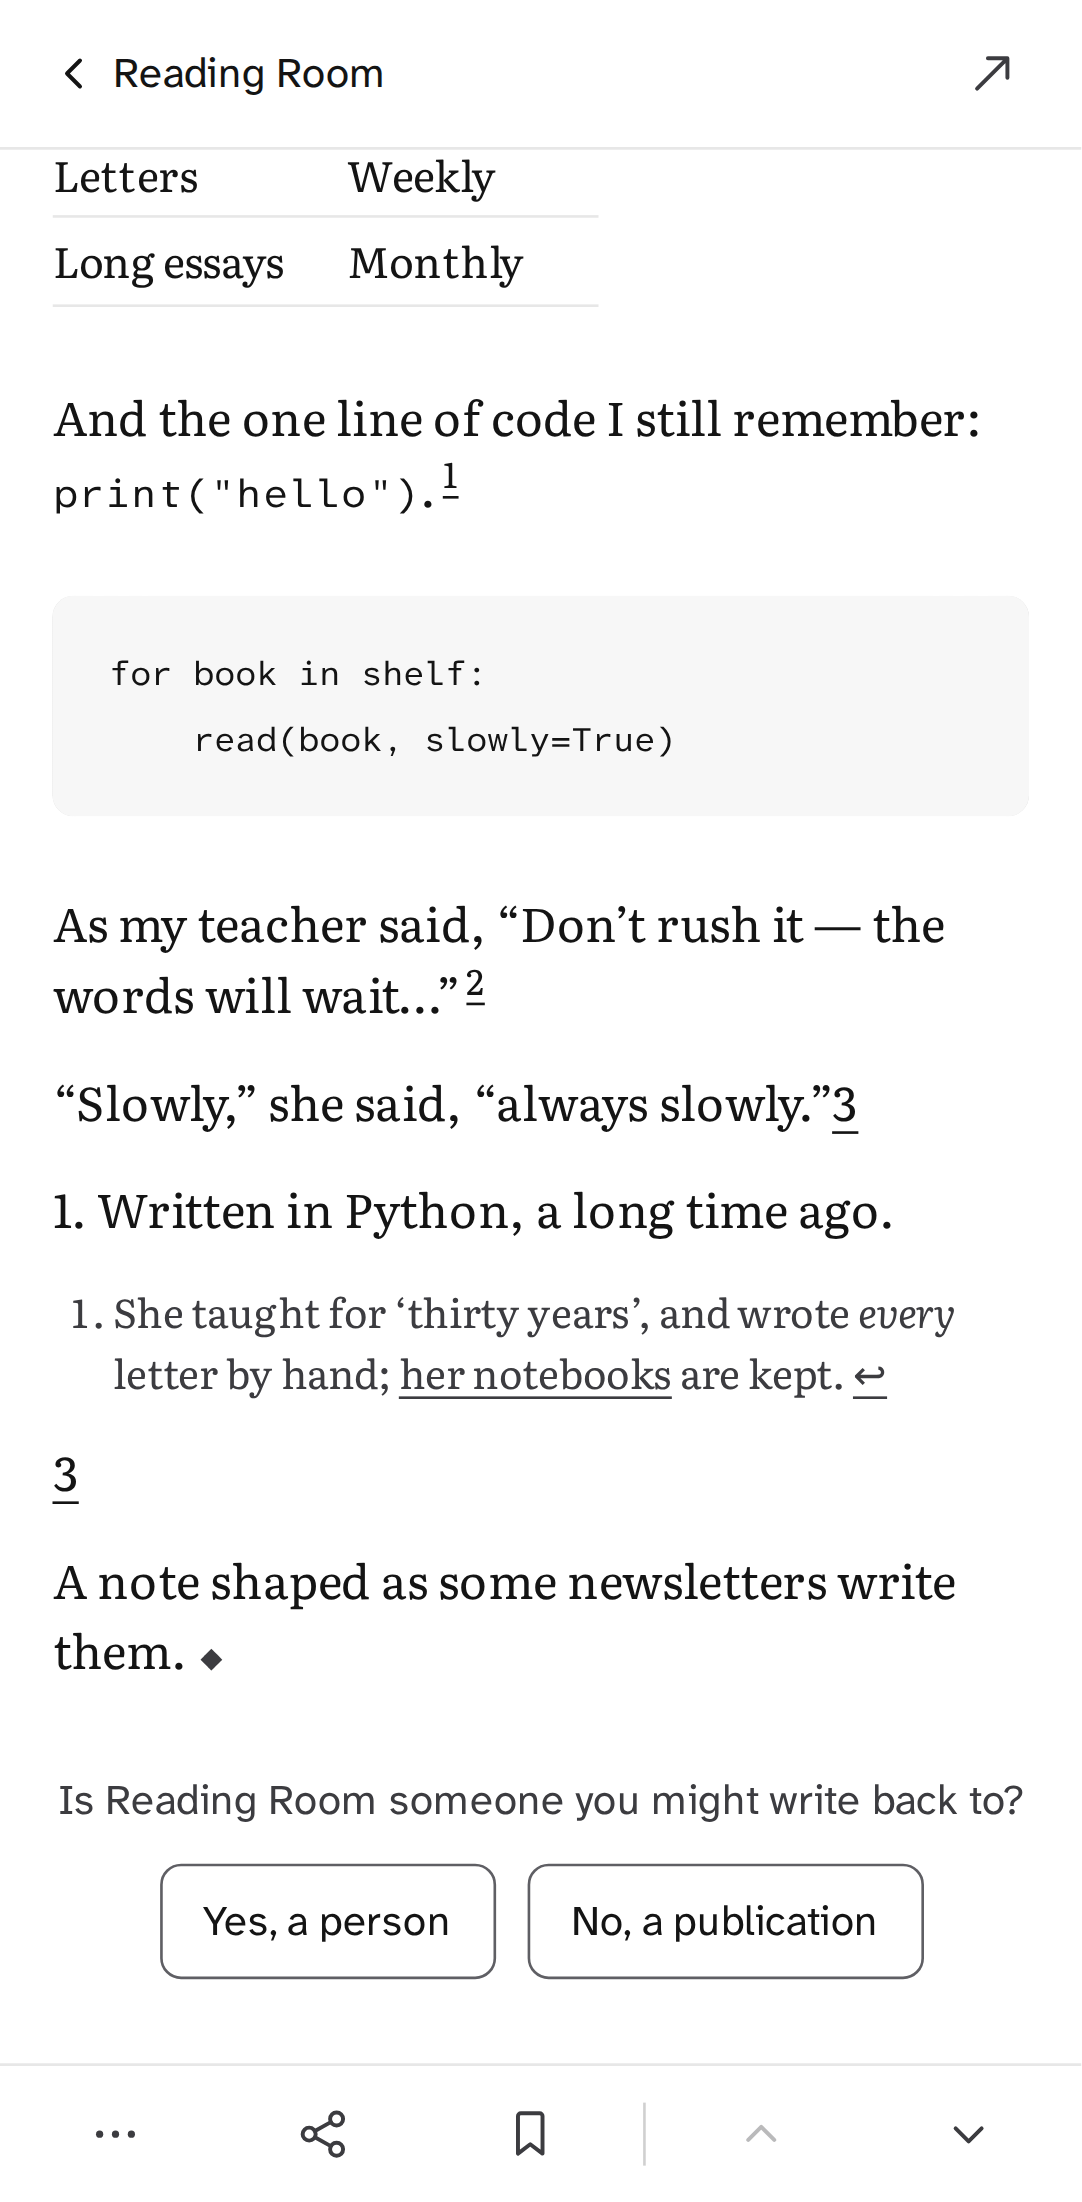 Reading Room
Letters Weekly
Long essays Monthly
And the one line of code I still remember:
print("hello").1
for book in shelf:
    read(book, slowly=True)
As my teacher said, “Don’t rush it — the
words will wait…” 2
“Slowly,” she said, “always slowly.”3
1. Written in Python, a long time ago.
1. She taught for ‘thirty years’, and wrote every
letter by hand; her notebooks are kept. ↩
3
A note shaped as some newsletters write
them. ◆
Is Reading Room someone you might write back to?
Yes, a person
No, a publication